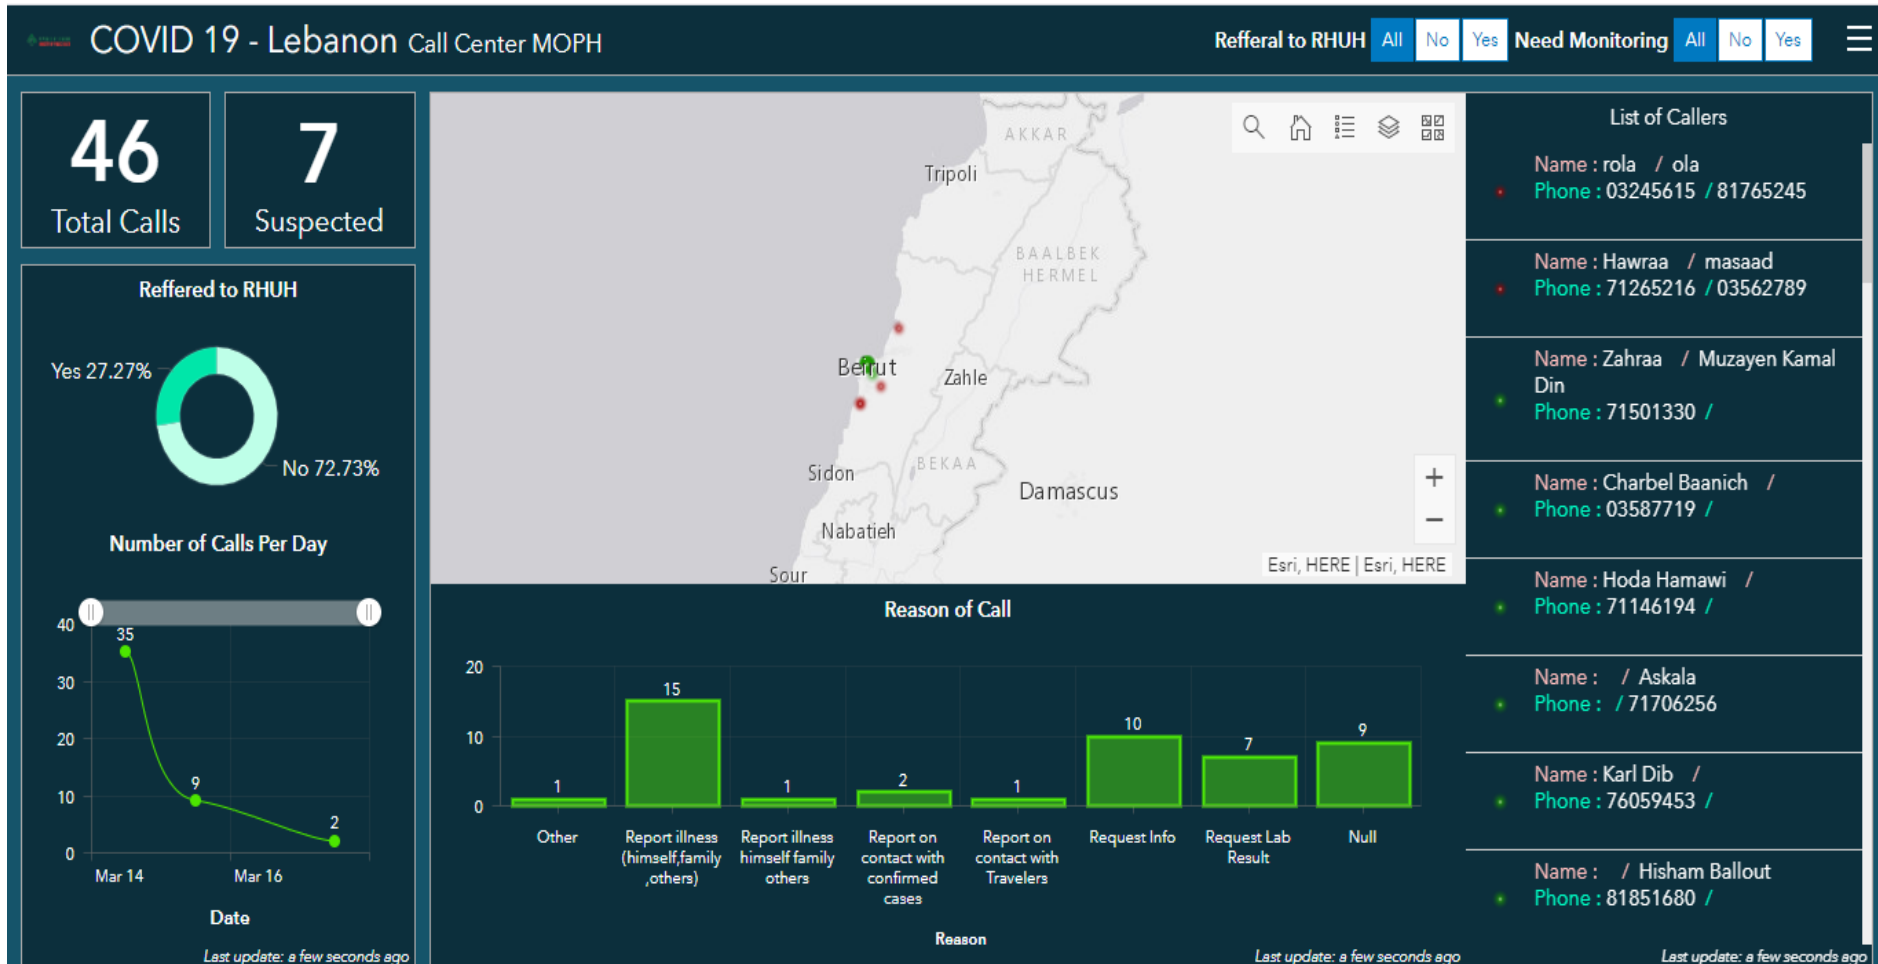 COVID 19 - Lebanon Call Center MOPH
Refferal to RHUH All No Yes Need Monitoring All No Yes
46
Total Calls
7
Suspected
Reffered to RHUH
Yes 27.27%
No 72.73%
Number of Calls Per Day
40
30
20
10
0
35
9
2
Mar 14 Mar 16
Date
Last update: a few seconds ago
AKKAR
Tripoli
BAALBEK
HERMEL
Beirut
Zahle
Sidon
BEKAA
Damascus
Nabatieh
Sour
+
−
Esri, HERE | Esri, HERE
Reason of Call
20
10
0
1
15
1
2
1
10
7
9
Other
Report illness
(himself,family
,others)
Report illness
himself family
others
Report on
contact with
confirmed
cases
Report on
contact with
Travelers
Request Info
Request Lab
Result
Null
Reason
Last update: a few seconds ago
List of Callers
Name : rola / ola
Phone : 03245615 / 81765245
Name : Hawraa / masaad
Phone : 71265216 / 03562789
Name : Zahraa / Muzayen Kamal
Din
Phone : 71501330 /
Name : Charbel Baanich /
Phone : 03587719 /
Name : Hoda Hamawi /
Phone : 71146194 /
Name : / Askala
Phone : / 71706256
Name : Karl Dib /
Phone : 76059453 /
Name : / Hisham Ballout
Phone : 81851680 /
Last update: a few seconds ago